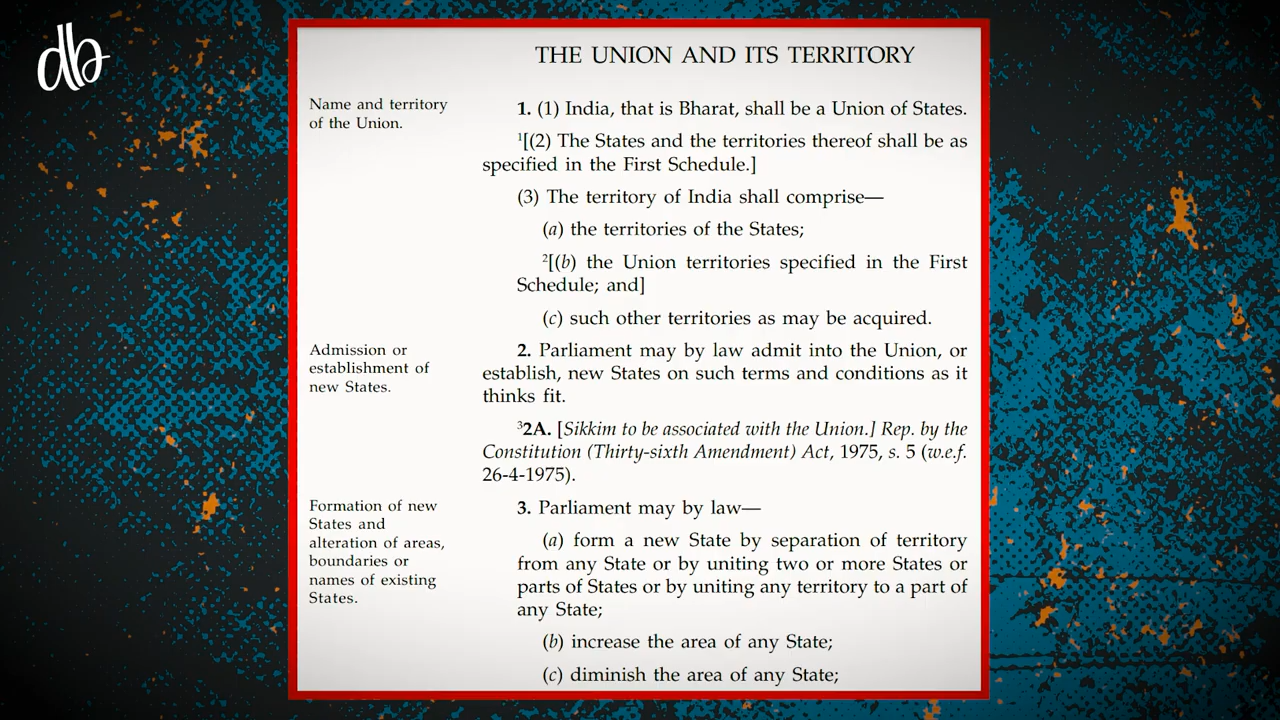 db
THE UNION AND ITS TERRITORY
Name and territory
of the Union.
1. (1) India, that is Bharat, shall be a Union of States.
¹[(2) The States and the territories thereof shall be as
specified in the First Schedule.]
(3) The territory of India shall comprise—
(a) the territories of the States;
²[(b) the Union territories specified in the First
Schedule; and]
(c) such other territories as may be acquired.
Admission or
establishment of
new States.
2. Parliament may by law admit into the Union, or
establish, new States on such terms and conditions as it
thinks fit.
³2A. [Sikkim to be associated with the Union.] Rep. by the
Constitution (Thirty-sixth Amendment) Act, 1975, s. 5 (w.e.f.
26-4-1975).
Formation of new
States and
alteration of areas,
boundaries or
names of existing
States.
3. Parliament may by law—
(a) form a new State by separation of territory
from any State or by uniting two or more States or
parts of States or by uniting any territory to a part of
any State;
(b) increase the area of any State;
(c) diminish the area of any State;